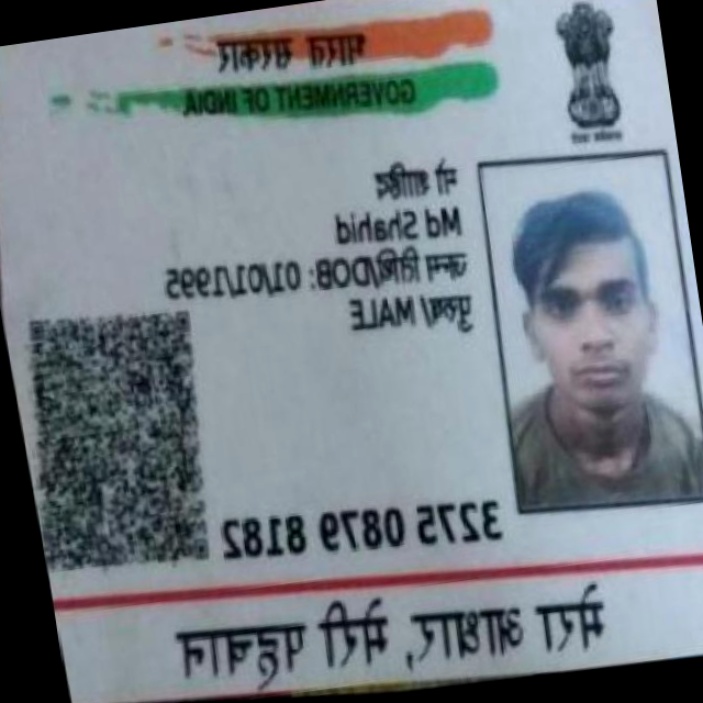 भारत सरकार
GOVERNMENT OF INDIA
मो शाहिद
Md Shahid
जन्म तिथि/DOB: 01/01/1995
पुरुष/ MALE
3275 0879 8182
मेरा आधार, मेरी पहचान